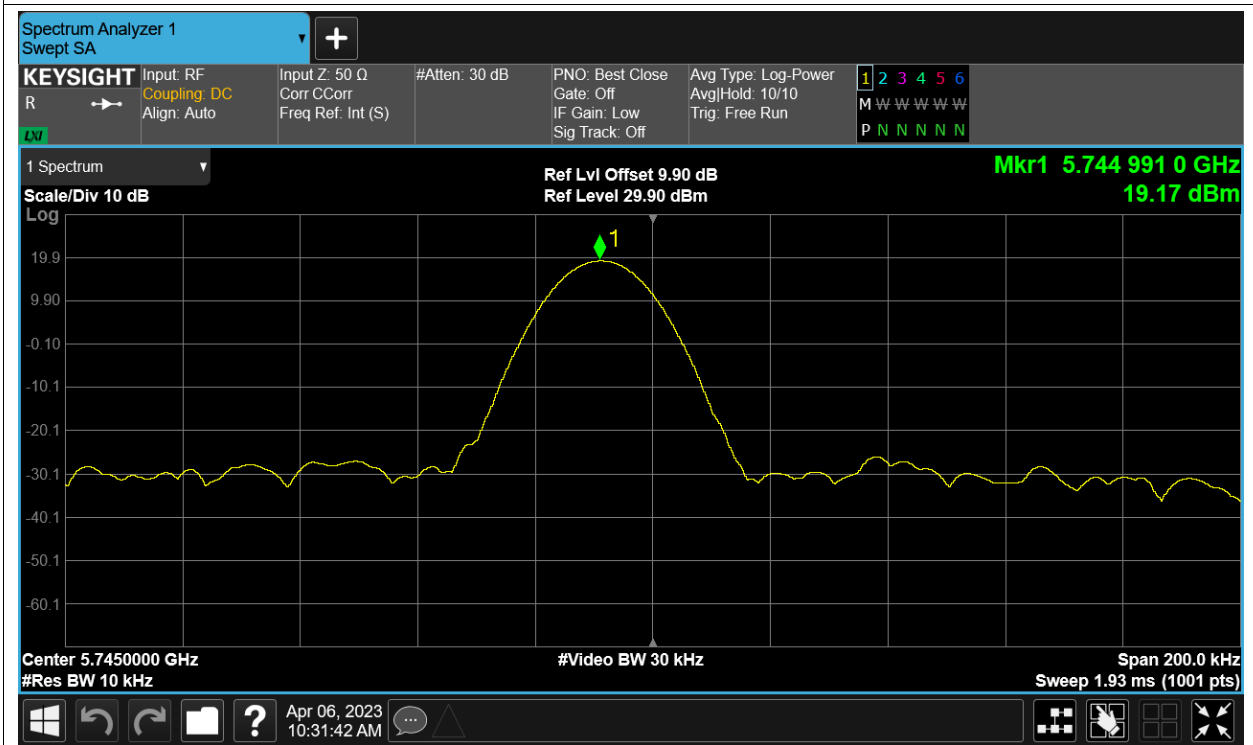 Spectrum Analyzer 1
Swept SA
KEYSIGHT
R
LXI
Input: RF
Coupling: DC
Align: Auto
Input Z: 50 Ω
Corr CCorr
Freq Ref: Int (S)
#Atten: 30 dB
PNO: Best Close
Gate: Off
IF Gain: Low
Sig Track: Off
Avg Type: Log-Power
Avg|Hold: 10/10
Trig: Free Run
1 2 3 4 5 6
M W W W W W
P N N N N N
1 Spectrum
Scale/Div 10 dB
Log
Ref Lvl Offset 9.90 dB
Ref Level 29.90 dBm
Mkr1 5.744 991 0 GHz
19.17 dBm
1
19.9
9.90
-0.10
-10.1
-20.1
-30.1
-40.1
-50.1
-60.1
Center 5.7450000 GHz
#Res BW 10 kHz
#Video BW 30 kHz
Span 200.0 kHz
Sweep 1.93 ms (1001 pts)
?
Apr 06, 2023
10:31:42 AM